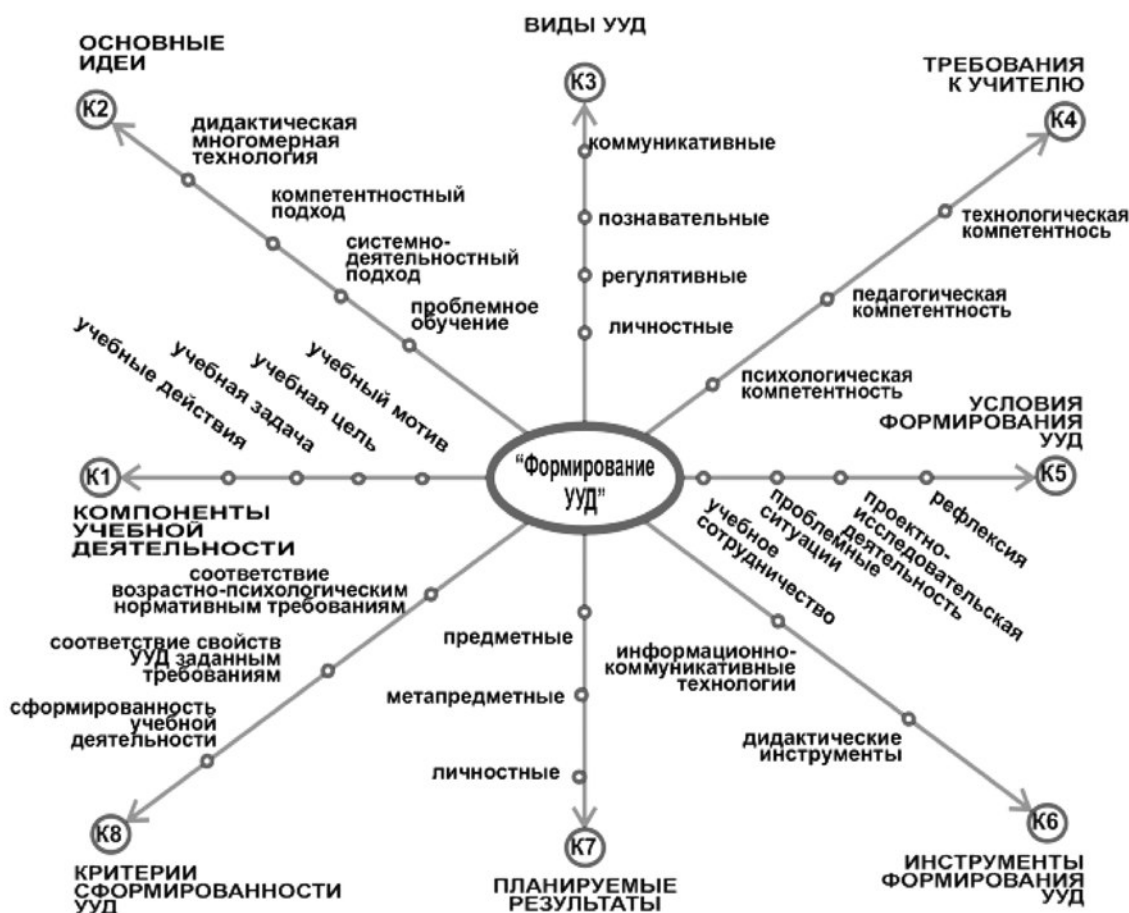 ОСНОВНЫЕ
ИДЕИ
К2
дидактическая
многомерная
технология
компетентностный
подход
системно-
деятельностный
подход
проблемное
обучение
ВИДЫ УУД
К3
коммуникативные
познавательные
регулятивные
личностные
ТРЕБОВАНИЯ
К УЧИТЕЛЮ
К4
технологическая
компетентнось
педагогическая
компетентность
психологическая
компетентность
учебные действия
учебная задача
учебная цель
учебный мотив
К1
КОМПОНЕНТЫ
УЧЕБНОЙ
ДЕЯТЕЛЬНОСТИ
“Формирование
УУД”
УСЛОВИЯ
ФОРМИРОВАНИЯ
УУД
К5
учебное
сотрудничество
проблемные
ситуации
проектно-
исследовательская
деятельность
рефлексия
соответствие
возрастно-психологическим
нормативным требованиям
соответствие свойств
УУД заданным
требованиям
сформированность
учебной
деятельности
К8
КРИТЕРИИ
СФОРМИРОВАННОСТИ
УУД
предметные
метапредметные
личностные
К7
ПЛАНИРУЕМЫЕ
РЕЗУЛЬТАТЫ
информационно-
коммуникативные
технологии
дидактические
инструменты
К6
ИНСТРУМЕНТЫ
ФОРМИРОВАНИЯ
УУД